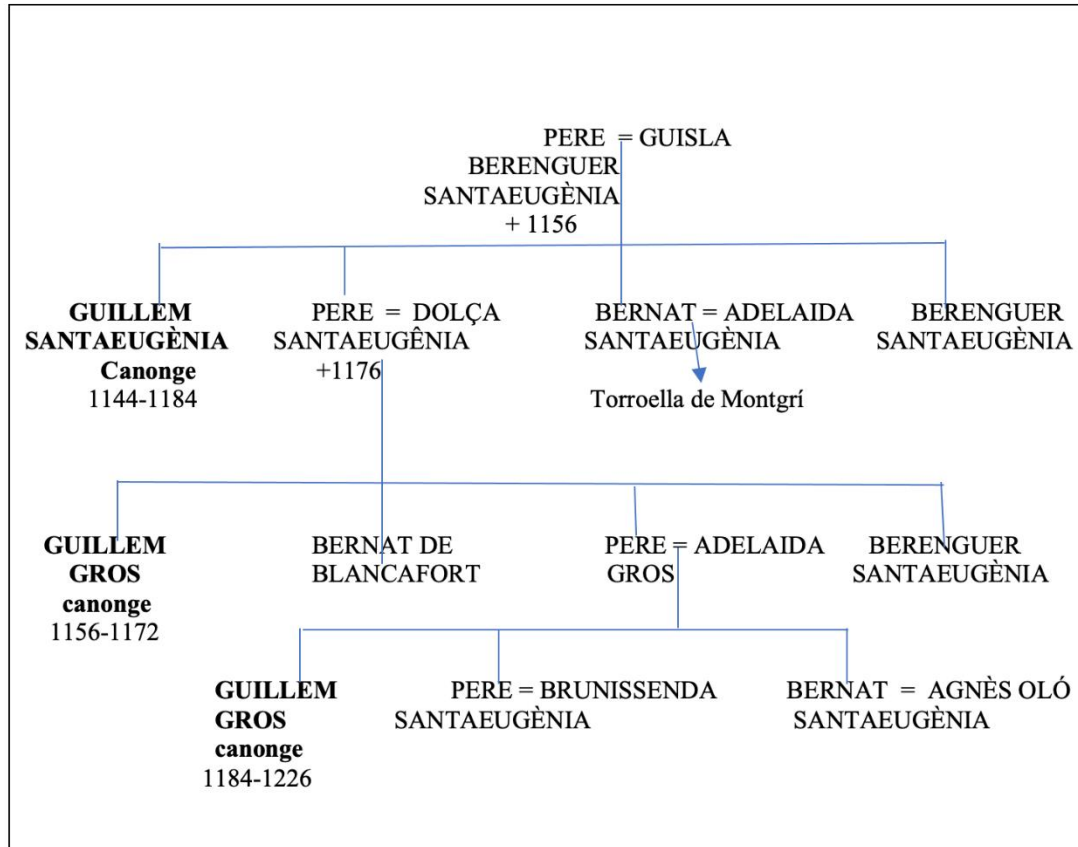 PERE = GUISLA
BERENGUER
SANTAEUGÈNIA
+ 1156
GUILLEM
SANTAEUGÈNIA
Canonge
1144-1184
PERE = DOLÇA
SANTAEUGÊNIA
+1176
BERNAT = ADELAIDA
SANTAEUGÈNIA
Torroella de Montgrí
BERENGUER
SANTAEUGÈNIA
GUILLEM
GROS
canonge
1156-1172
BERNAT DE
BLANCAFORT
PERE = ADELAIDA
GROS
BERENGUER
SANTAEUGÈNIA
GUILLEM
GROS
canonge
1184-1226
PERE = BRUNISSENDA
SANTAEUGÈNIA
BERNAT = AGNÈS OLÓ
SANTAEUGÈNIA